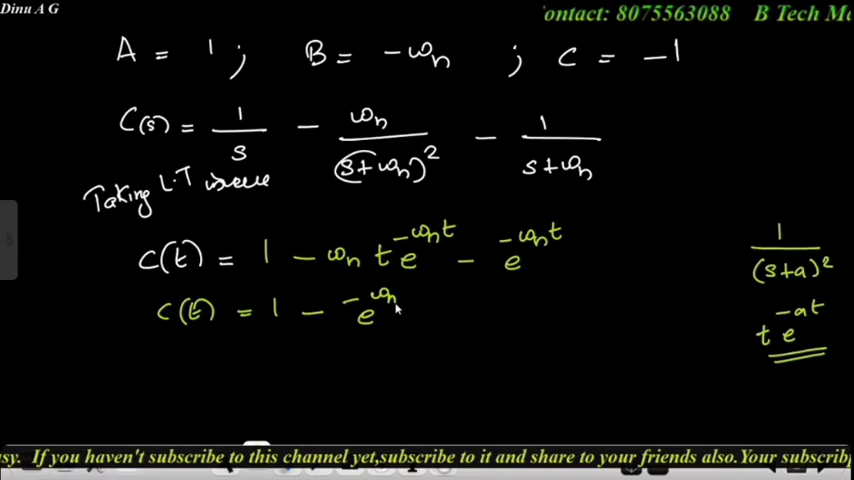 Dinu A G
ontact: 8075563088 B Tech M
A = 1 ; B = -ωn ; C = -1
C(s) = 1/s - ωn/(s+ωn)² - 1/(s+ωn)
Taking L.T inverse
C(t) = 1 - ωn t e^-ωnt - e^-ωnt
C(t) = 1 - e^-ωn
1/(s+a)²
t e^-at
sy. If you haven't subscribe to this channel yet,subscribe to it and share to your friends also.Your subscrib